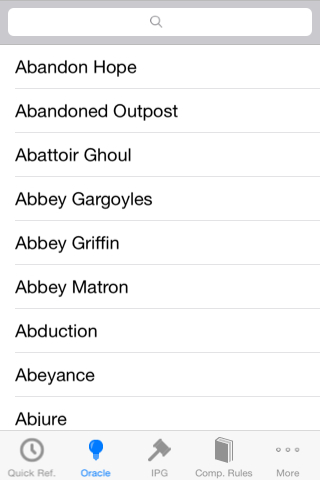 Abandon Hope
Abandoned Outpost
Abattoir Ghoul
Abbey Gargoyles
Abbey Griffin
Abbey Matron
Abduction
Abeyance
Abjure
Quick Ref.
Oracle
IPG
Comp. Rules
More